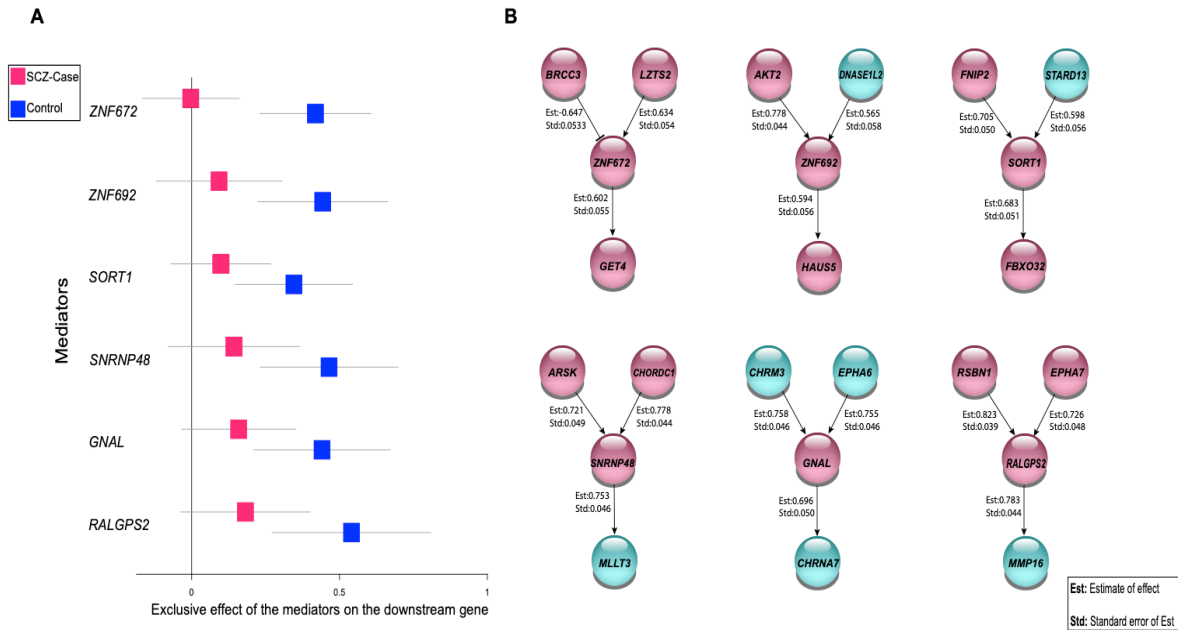 A
SCZ-Case
Control
ZNF672
ZNF692
SORT1
SNRNP48
GNAL
RALGPS2
Mediators
0
0.5
1
Exclusive effect of the mediators on the downstream gene
B
BRCC3
LZTS2
Est:-0.647
Std:0.0533
Est:0.634
Std:0.054
ZNF672
Est:0.602
Std:0.055
GET4
AKT2
DNASE1L2
Est:0.778
Std:0.044
Est:0.565
Std:0.058
ZNF692
Est:0.594
Std:0.056
HAUS5
FNIP2
STARD13
Est:0.705
Std:0.050
Est:0.598
Std:0.056
SORT1
Est:0.683
Std:0.051
FBXO32
ARSK
CHORDC1
Est:0.721
Std:0.049
Est:0.778
Std:0.044
SNRNP48
Est:0.753
Std:0.046
MLLT3
CHRM3
EPHA6
Est:0.758
Std:0.046
Est:0.755
Std:0.046
GNAL
Est:0.696
Std:0.050
CHRNA7
RSBN1
EPHA7
Est:0.823
Std:0.039
Est:0.726
Std:0.048
RALGPS2
Est:0.783
Std:0.044
MMP16
Est: Estimate of effect
Std: Standard error of Est